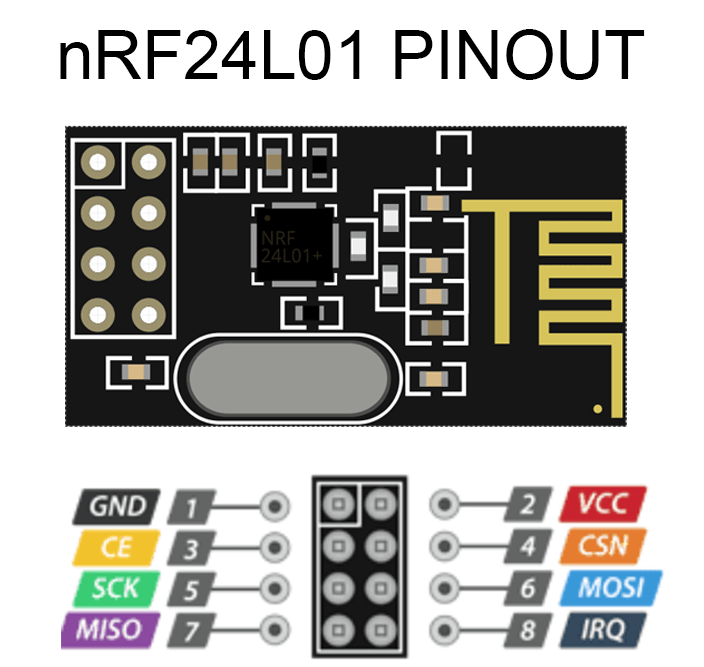 nRF24L01 PINOUT
NRF
24L01+
GND 1 2 VCC
CE 3 4 CSN
SCK 5 6 MOSI
MISO 7 8 IRQ